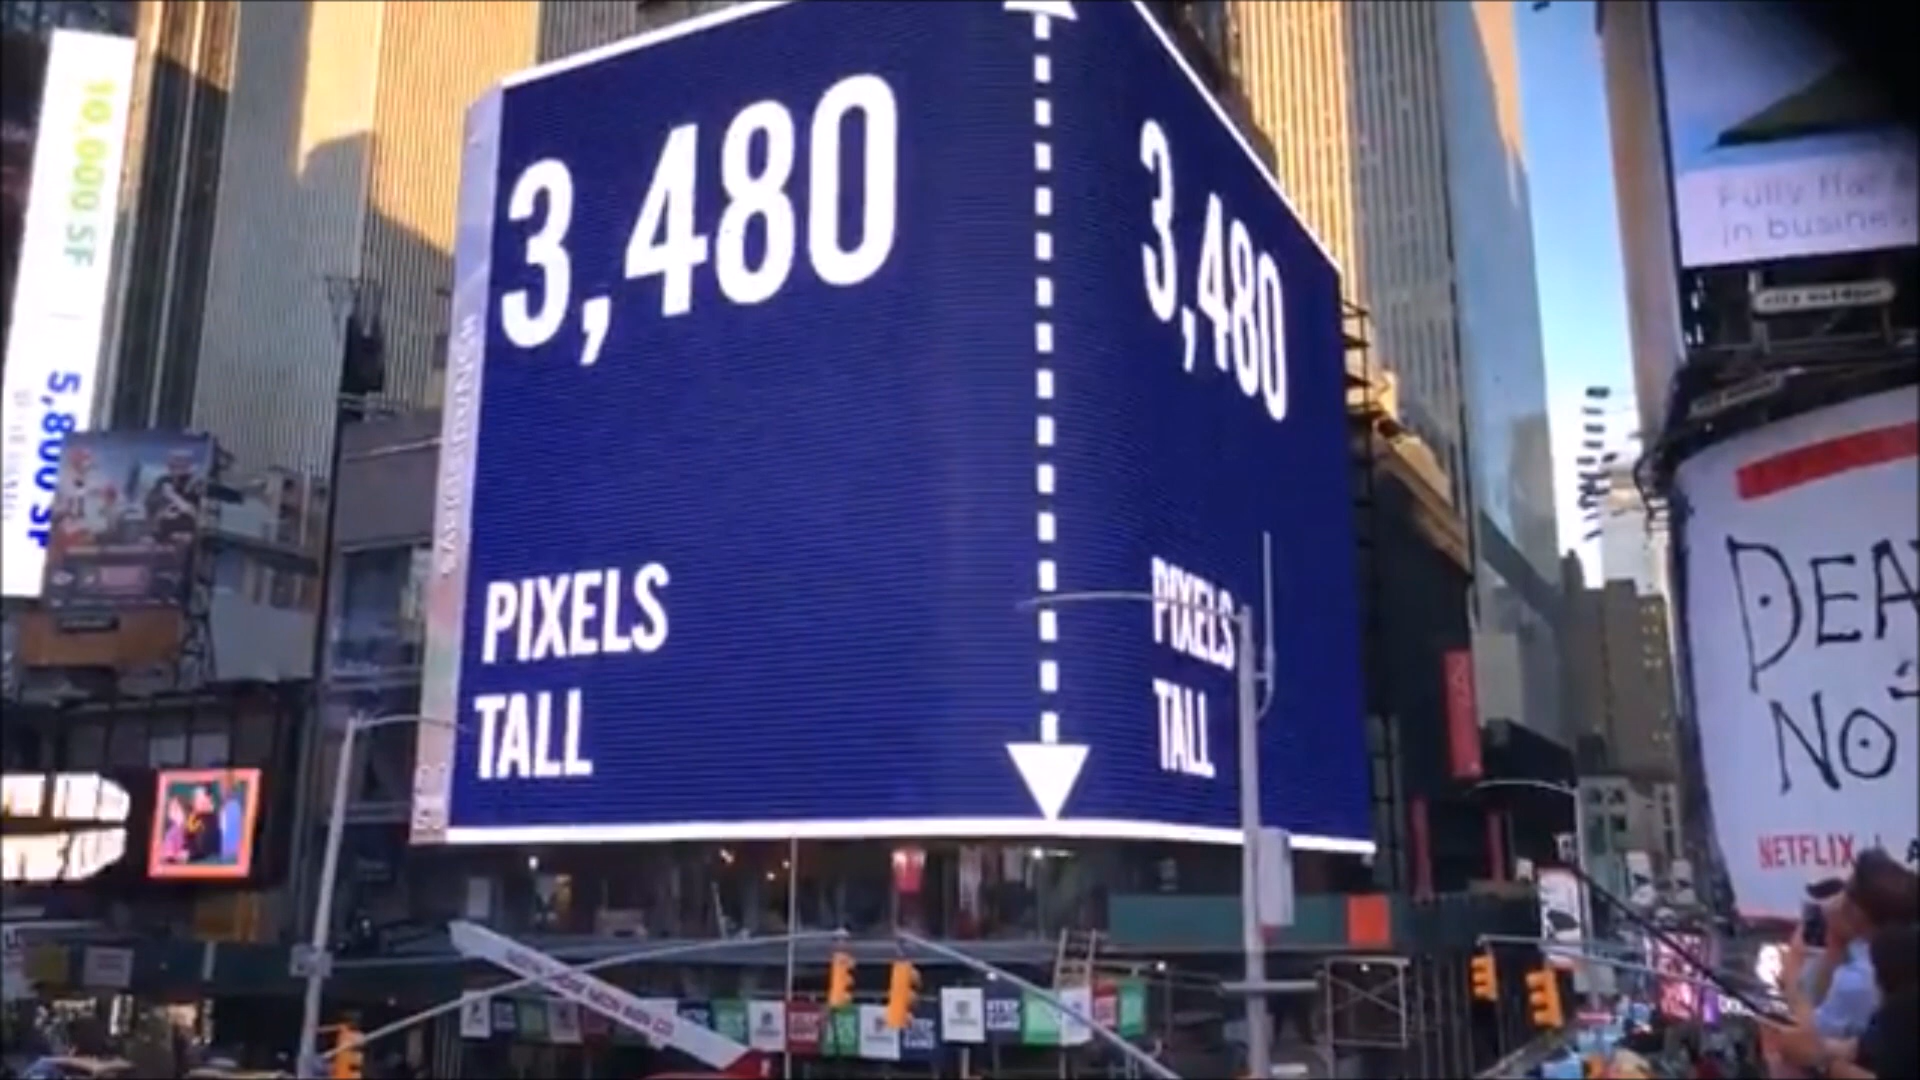 3,480
PIXELS
TALL
3,480
PIXELS
TALL
10,000 SF
5,800 SF
Fully
in busine
DEA
NO
NETFLIX